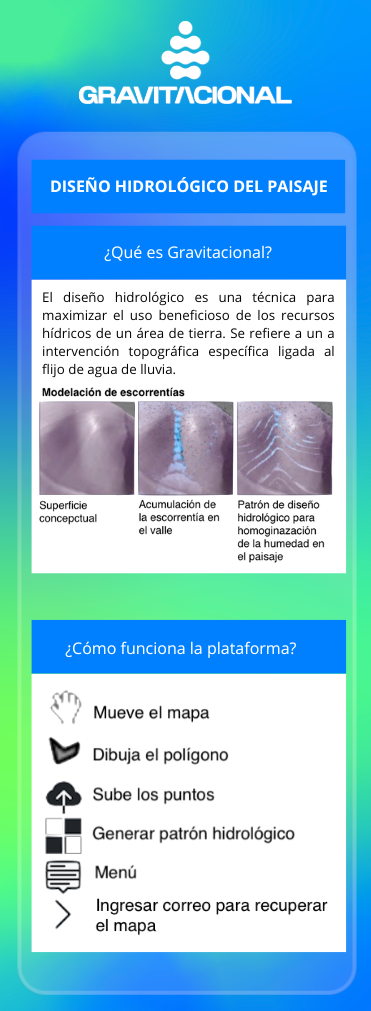 GRAVITACIONAL
DISEÑO HIDROLÓGICO DEL PAISAJE
¿Qué es Gravitacional?
El diseño hidrológico es una técnica para
maximizar el uso beneficioso de los recursos
hídricos de un área de tierra. Se refiere a un a
intervención topográfica específica ligada al
flijo de agua de lluvia.
Modelación de escorrentías
Superficie
concepctual
Acumulación de
la escorrentía en
el valle
Patrón de diseño
hidrológico para
homoginazación
de la humedad en
el paisaje
¿Cómo funciona la plataforma?
Mueve el mapa
Dibuja el polígono
Sube los puntos
Generar patrón hidrológico
Menú
Ingresar correo para recuperar
el mapa